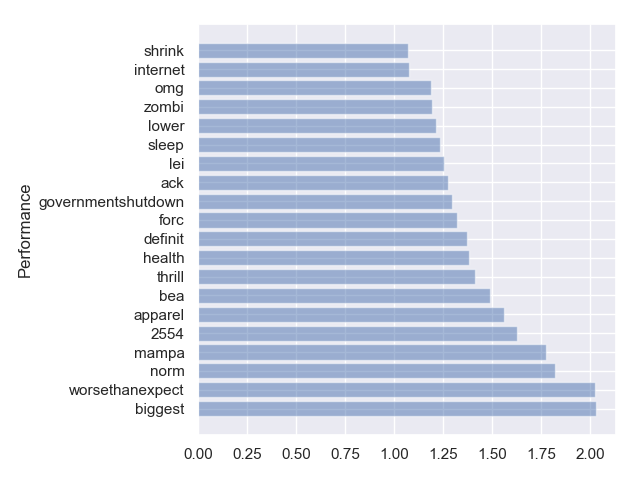 shrink
internet
omg
zombi
lower
sleep
lei
ack
governmentshutdown
forc
definit
health
thrill
bea
apparel
2554
mampa
norm
worsethanexpect
biggest
Performance
0.00 0.25 0.50 0.75 1.00 1.25 1.50 1.75 2.00